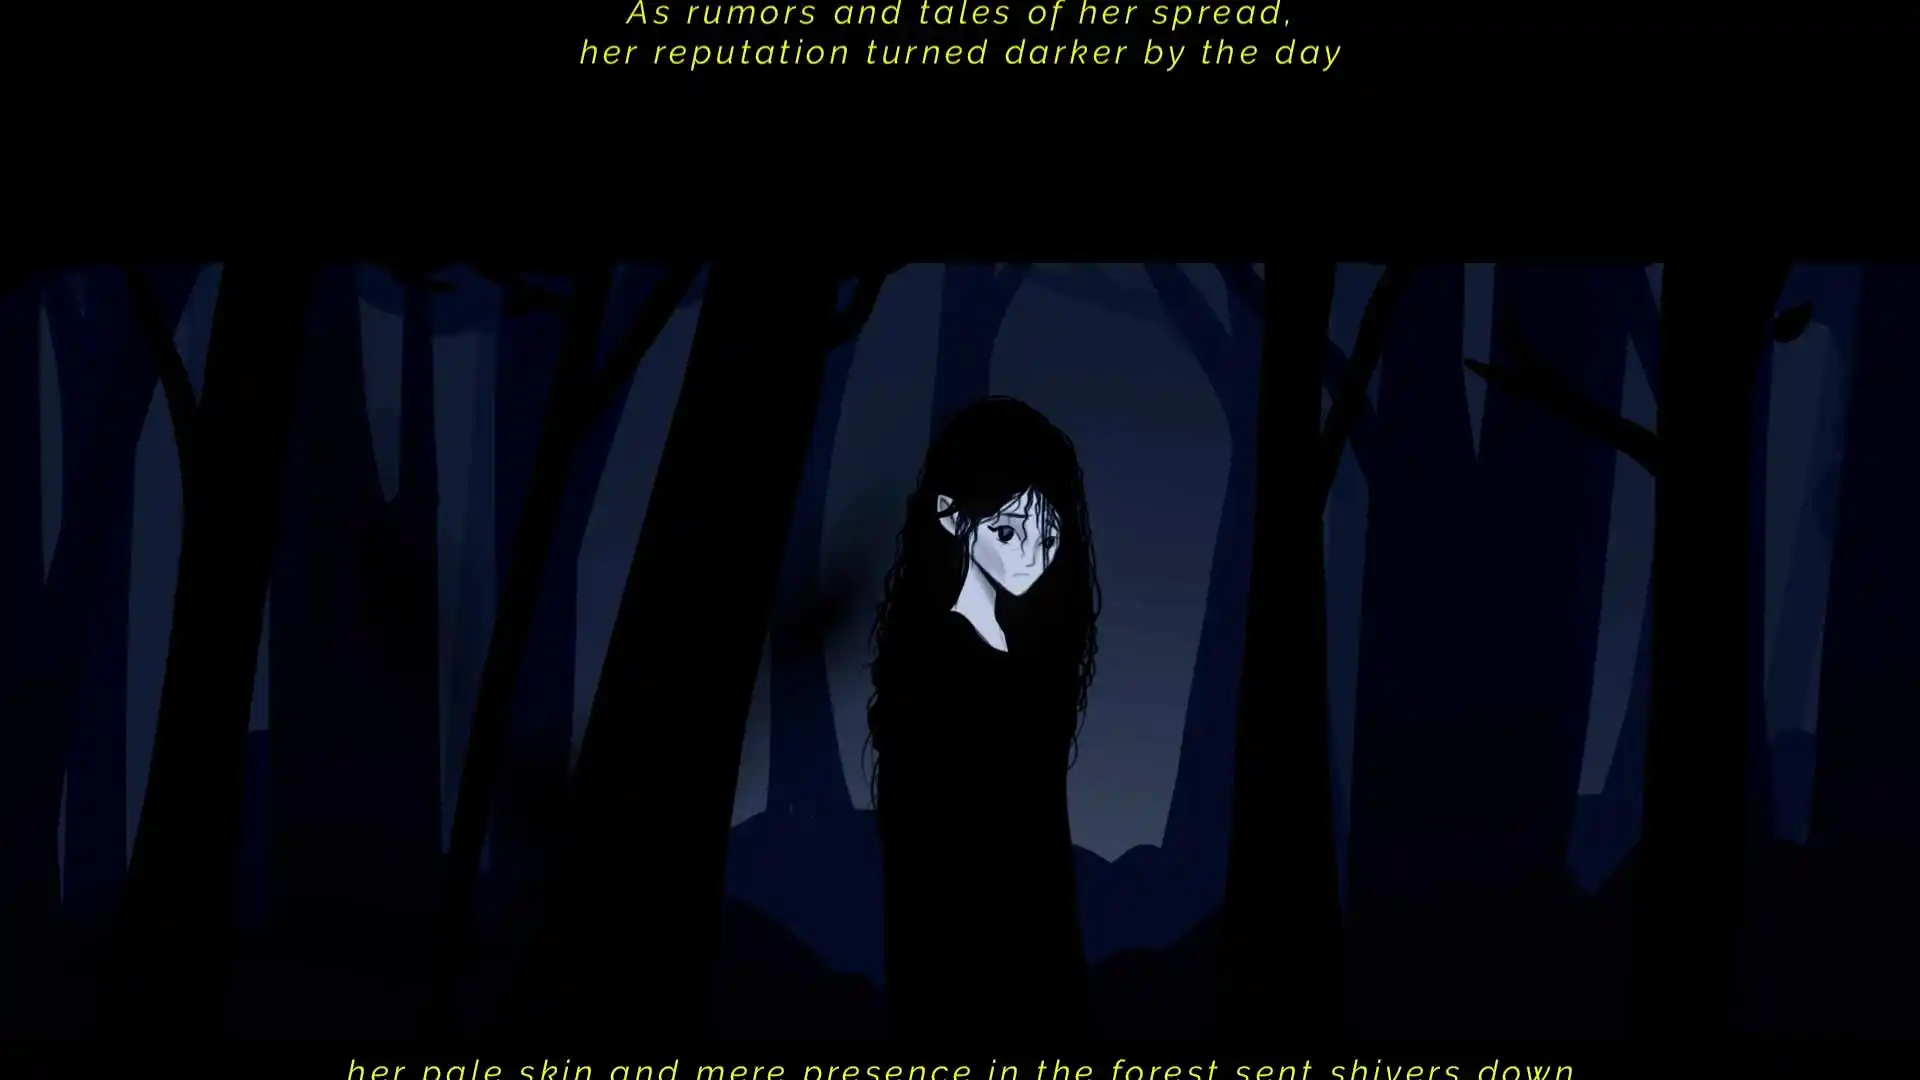 As rumors and tales of her spread,
her reputation turned darker by the day
her pale skin and mere presence in the forest sent shivers down